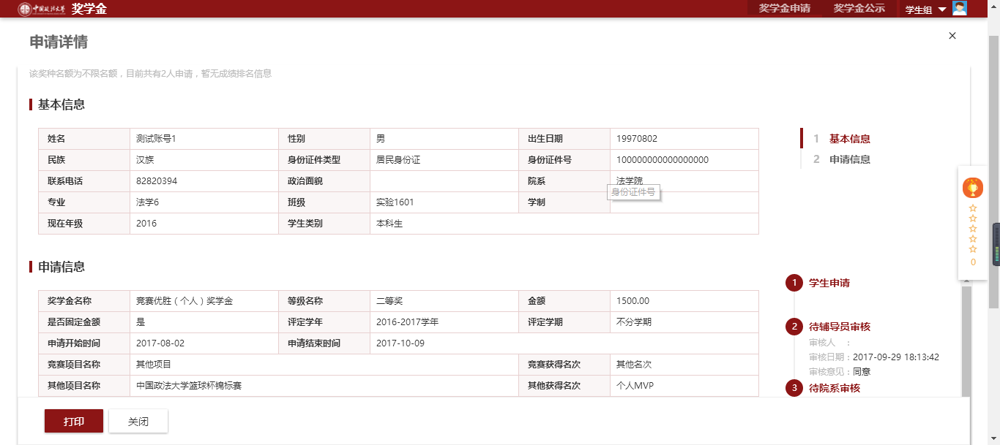 中国政法大学 奖学金 奖学金申请 奖学金公示 学生组
申请详情
该奖种名额为不限名额，目前共有2人申请，暂无成绩排名信息
基本信息
姓名 测试账号1 性别 男 出生日期 19970802
民族 汉族 身份证件类型 居民身份证 身份证件号 100000000000000000
联系电话 82820394 政治面貌 院系 法学院
身份证件号
专业 法学6 班级 实验1601 学制
现在年级 2016 学生类别 本科生
1 基本信息
2 申请信息
0
申请信息
奖学金名称 竞赛优胜（个人）奖学金 等级名称 二等奖 金额 1500.00
是否固定金额 是 评定学年 2016-2017学年 评定学期 不分学期
申请开始时间 2017-08-02 申请结束时间 2017-10-09
竞赛项目名称 其他项目 竞赛获得名次 其他名次
其他项目名称 中国政法大学篮球杯锦标赛 其他获得名次 个人MVP
1 学生申请
2 待辅导员审核
审核人 ：
审核日期：2017-09-29 18:13:42
审核意见：同意
3 待院系审核
打印 关闭